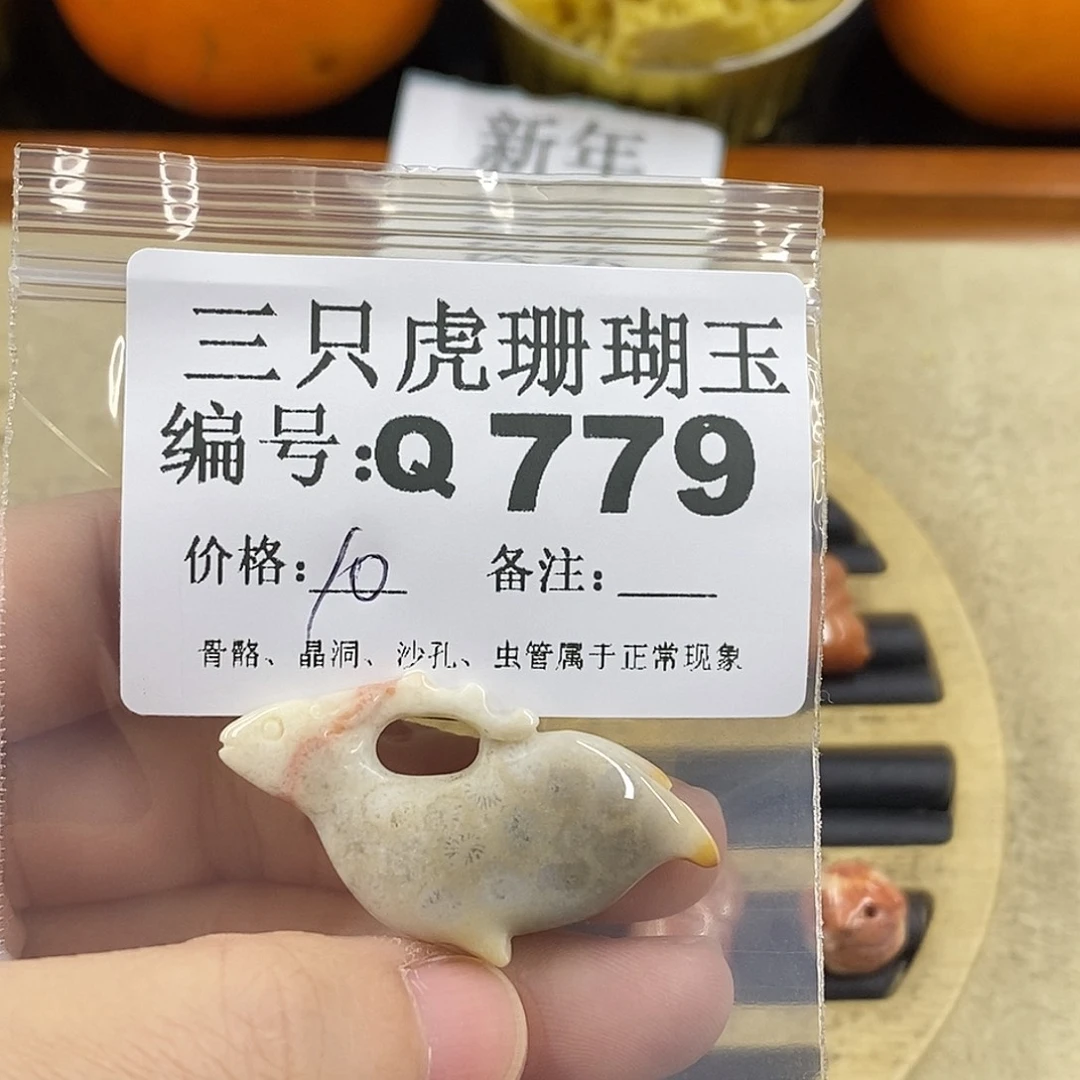 新年
三只虎珊瑚玉
编号:Q 779
价格:10 备注:____
骨骼、晶洞、沙孔、虫管属于正常现象